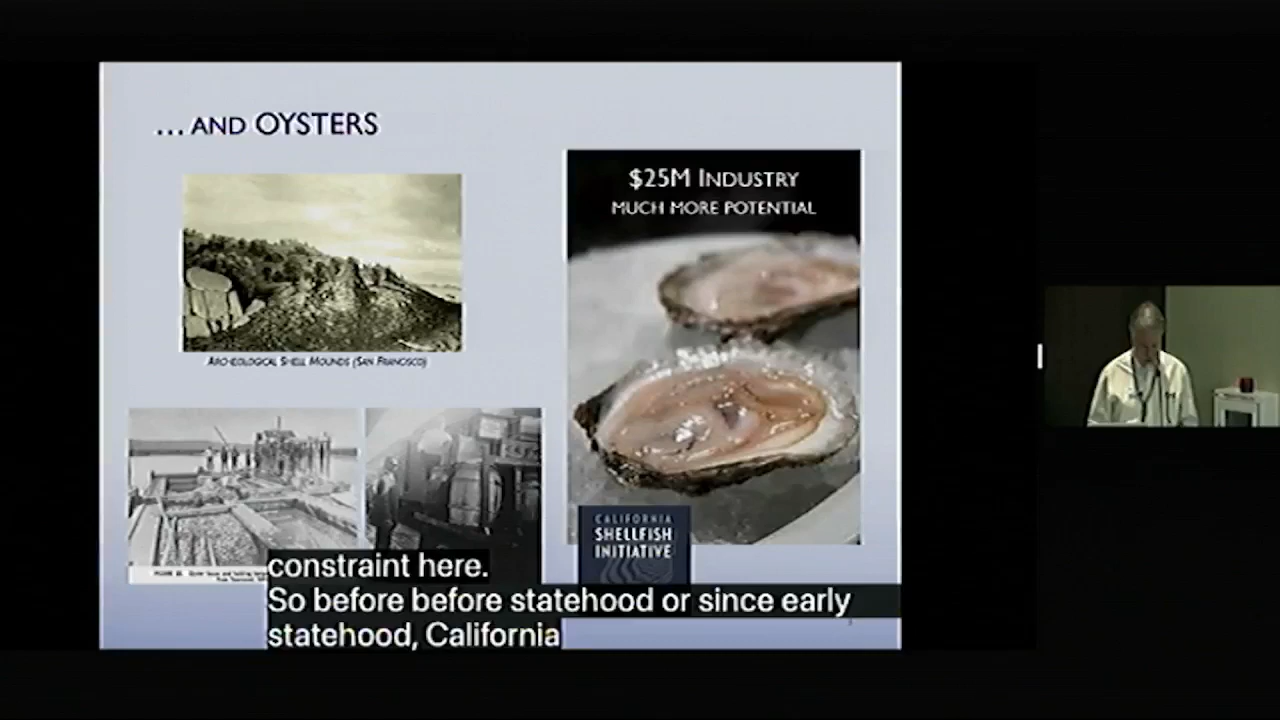 ... AND OYSTERS
$25M INDUSTRY
MUCH MORE POTENTIAL
ARCHEOLOGICAL SHELL MOUNDS (SAN FRANCISCO)
CALIFORNIA
SHELLFISH
INITIATIVE
constraint here.
So before before statehood or since early
statehood, California